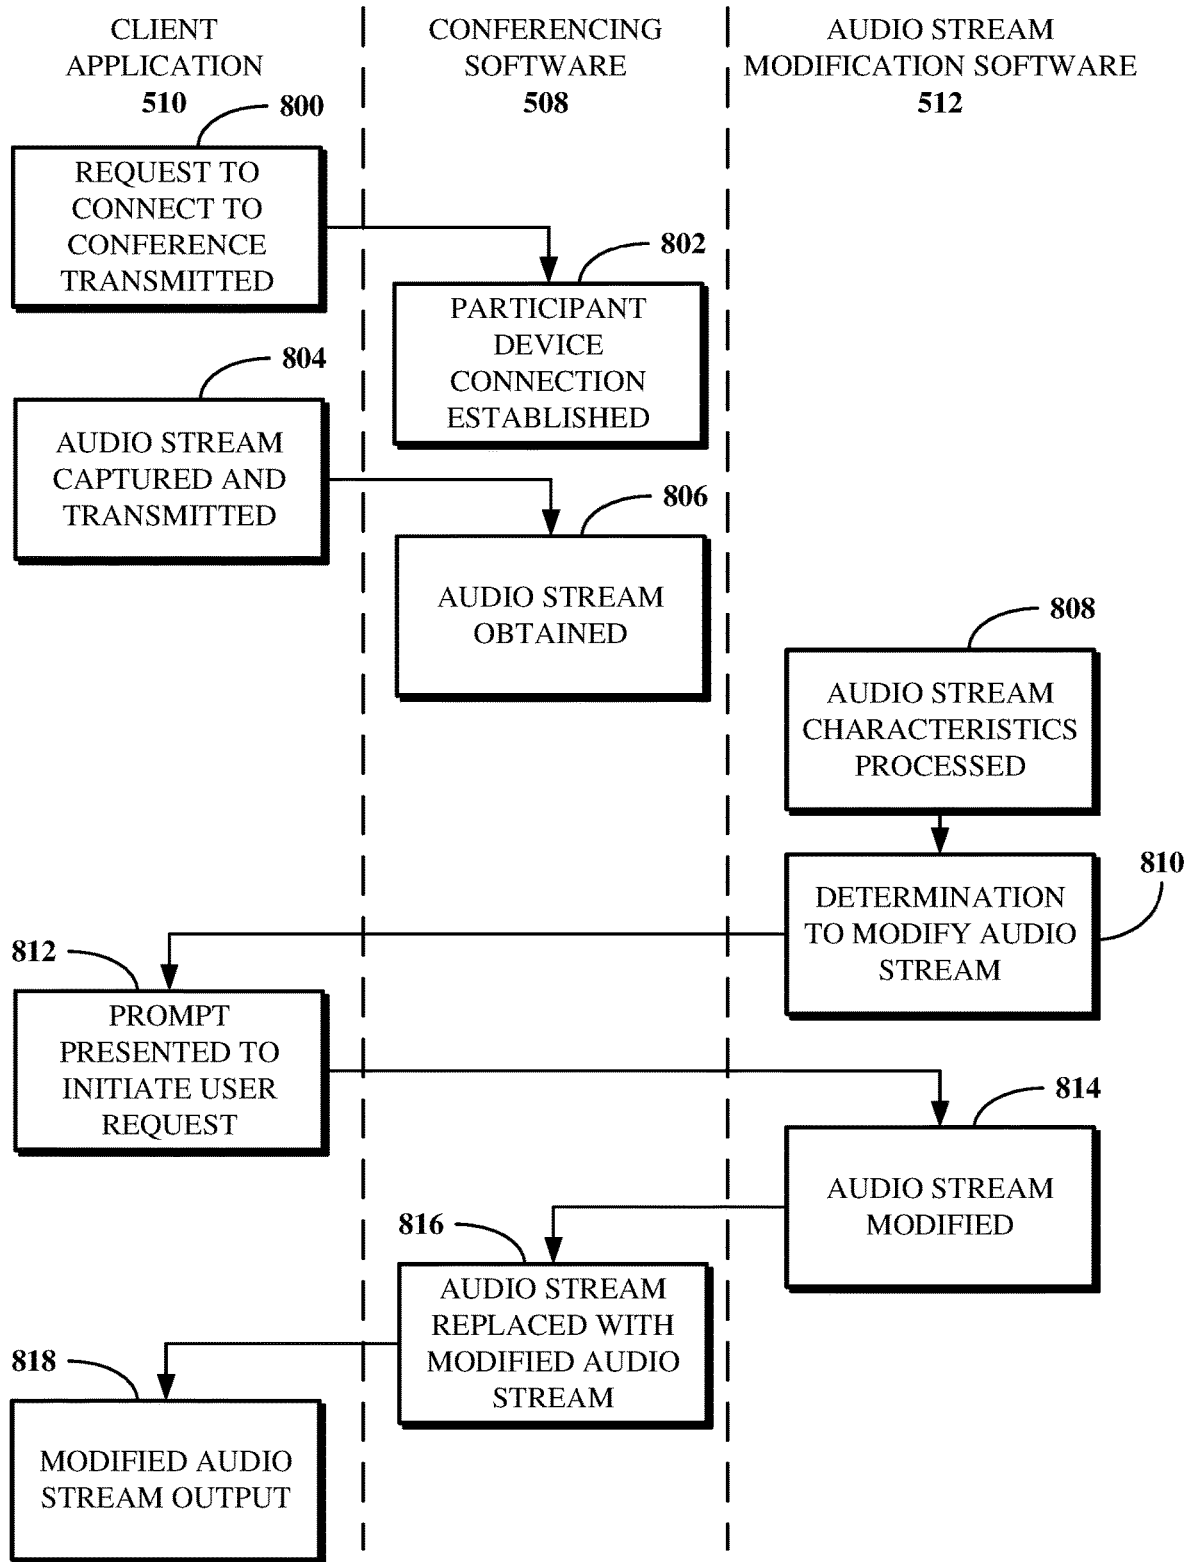 CLIENT
APPLICATION
510
CONFERENCING
SOFTWARE
508
AUDIO STREAM
MODIFICATION SOFTWARE
512
800
REQUEST TO
CONNECT TO
CONFERENCE
TRANSMITTED
802
PARTICIPANT
DEVICE
CONNECTION
ESTABLISHED
804
AUDIO STREAM
CAPTURED AND
TRANSMITTED
806
AUDIO STREAM
OBTAINED
808
AUDIO STREAM
CHARACTERISTICS
PROCESSED
810
DETERMINATION
TO MODIFY AUDIO
STREAM
812
PROMPT
PRESENTED TO
INITIATE USER
REQUEST
814
AUDIO STREAM
MODIFIED
816
AUDIO STREAM
REPLACED WITH
MODIFIED AUDIO
STREAM
818
MODIFIED AUDIO
STREAM OUTPUT